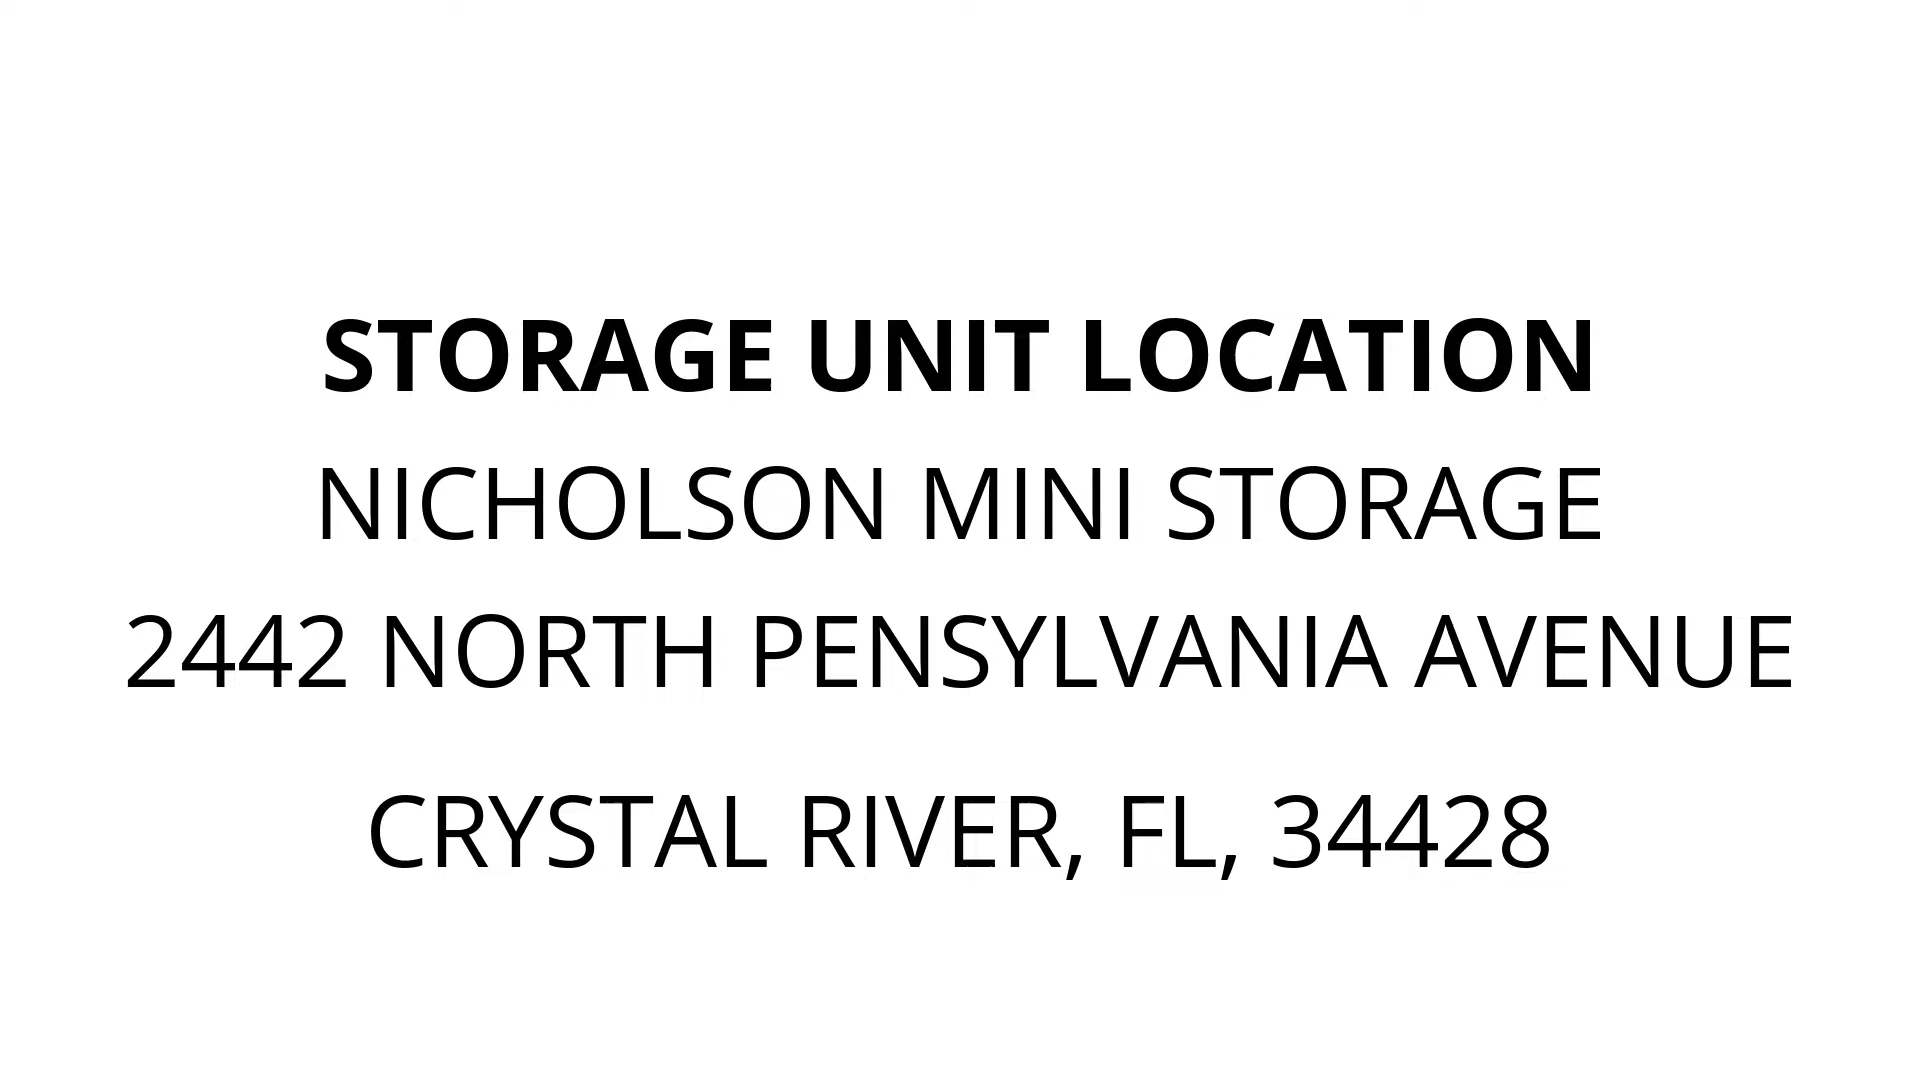 STORAGE UNIT LOCATION
NICHOLSON MINI STORAGE
2442 NORTH PENSYLVANIA AVENUE
CRYSTAL RIVER, FL, 34428